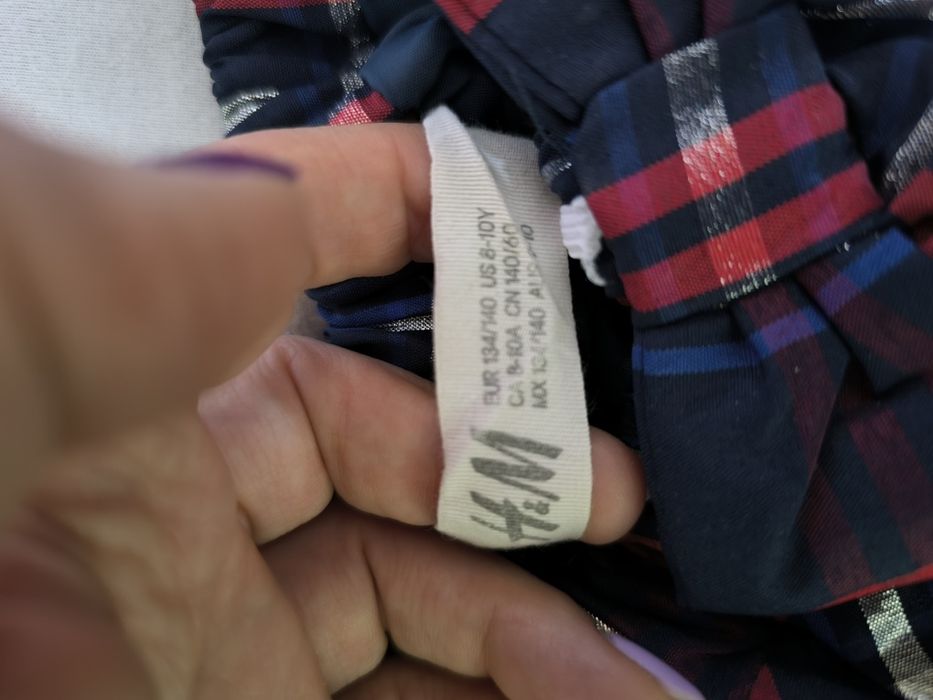 H&M
EUR 134/140 US 8-10Y
CA 8-10A CN 140/60
MX 134/140